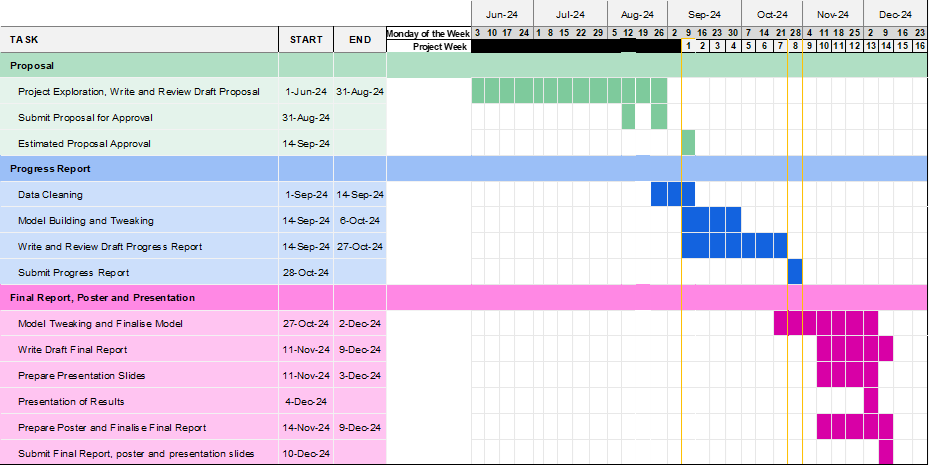 Jun-24 Jul-24 Aug-24 Sep-24 Oct-24 Nov-24 Dec-24
TASK START END Monday of the Week 3 10 17 24 1 8 15 22 29 5 12 19 26 2 9 16 23 30 7 14 21 28 4 11 18 25 2 9 16 23
Project Week 1 2 3 4 5 6 7 8 9 10 11 12 13 14 15 16
Proposal
Project Exploration, Write and Review Draft Proposal 1-Jun-24 31-Aug-24
Submit Proposal for Approval 31-Aug-24
Estimated Proposal Approval 14-Sep-24
Progress Report
Data Cleaning 1-Sep-24 14-Sep-24
Model Building and Tweaking 14-Sep-24 6-Oct-24
Write and Review Draft Progress Report 14-Sep-24 27-Oct-24
Submit Progress Report 28-Oct-24
Final Report, Poster and Presentation
Model Tweaking and Finalise Model 27-Oct-24 2-Dec-24
Write Draft Final Report 11-Nov-24 9-Dec-24
Prepare Presentation Slides 11-Nov-24 3-Dec-24
Presentation of Results 4-Dec-24
Prepare Poster and Finalise Final Report 14-Nov-24 9-Dec-24
Submit Final Report, poster and presentation slides 10-Dec-24